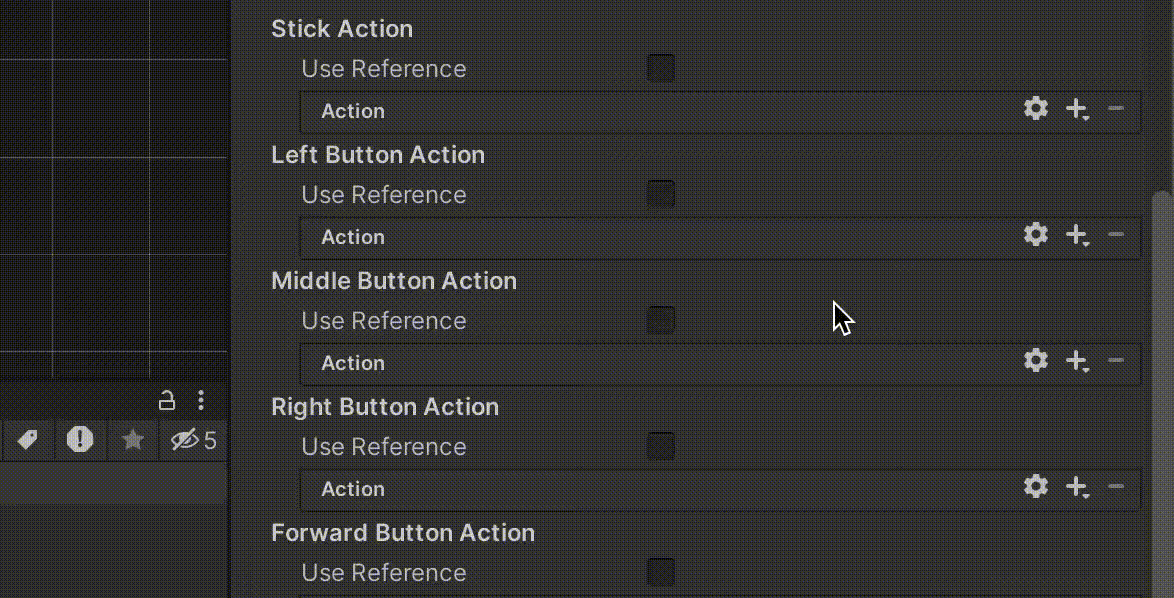 Stick Action
Use Reference
Action
Left Button Action
Use Reference
Action
Middle Button Action
Use Reference
Action
Right Button Action
5
Use Reference
Action
Forward Button Action
Use Reference